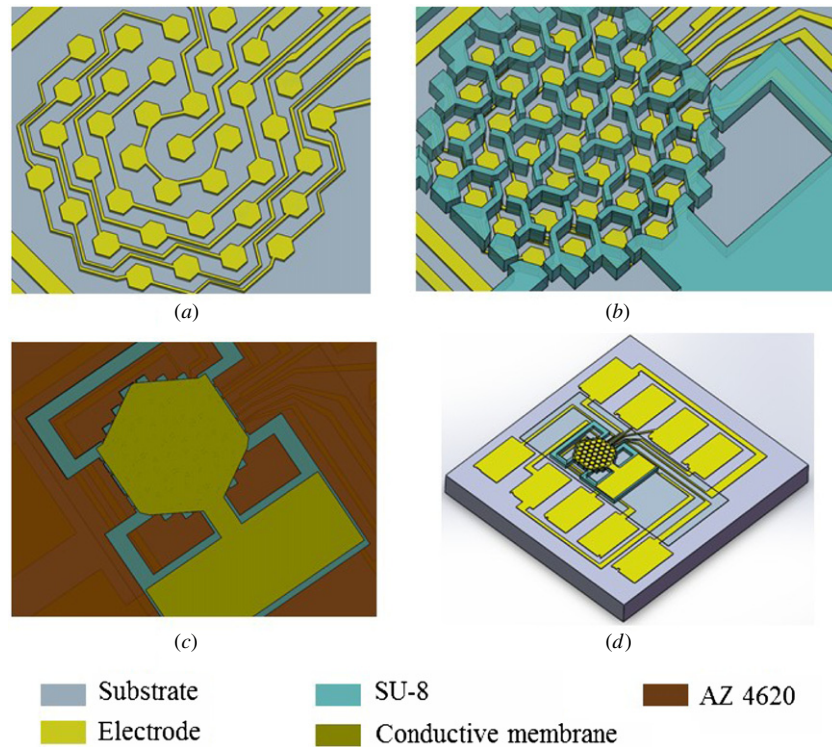 (a)
(b)
(c)
(d)
Substrate
SU-8
AZ 4620
Electrode
Conductive membrane